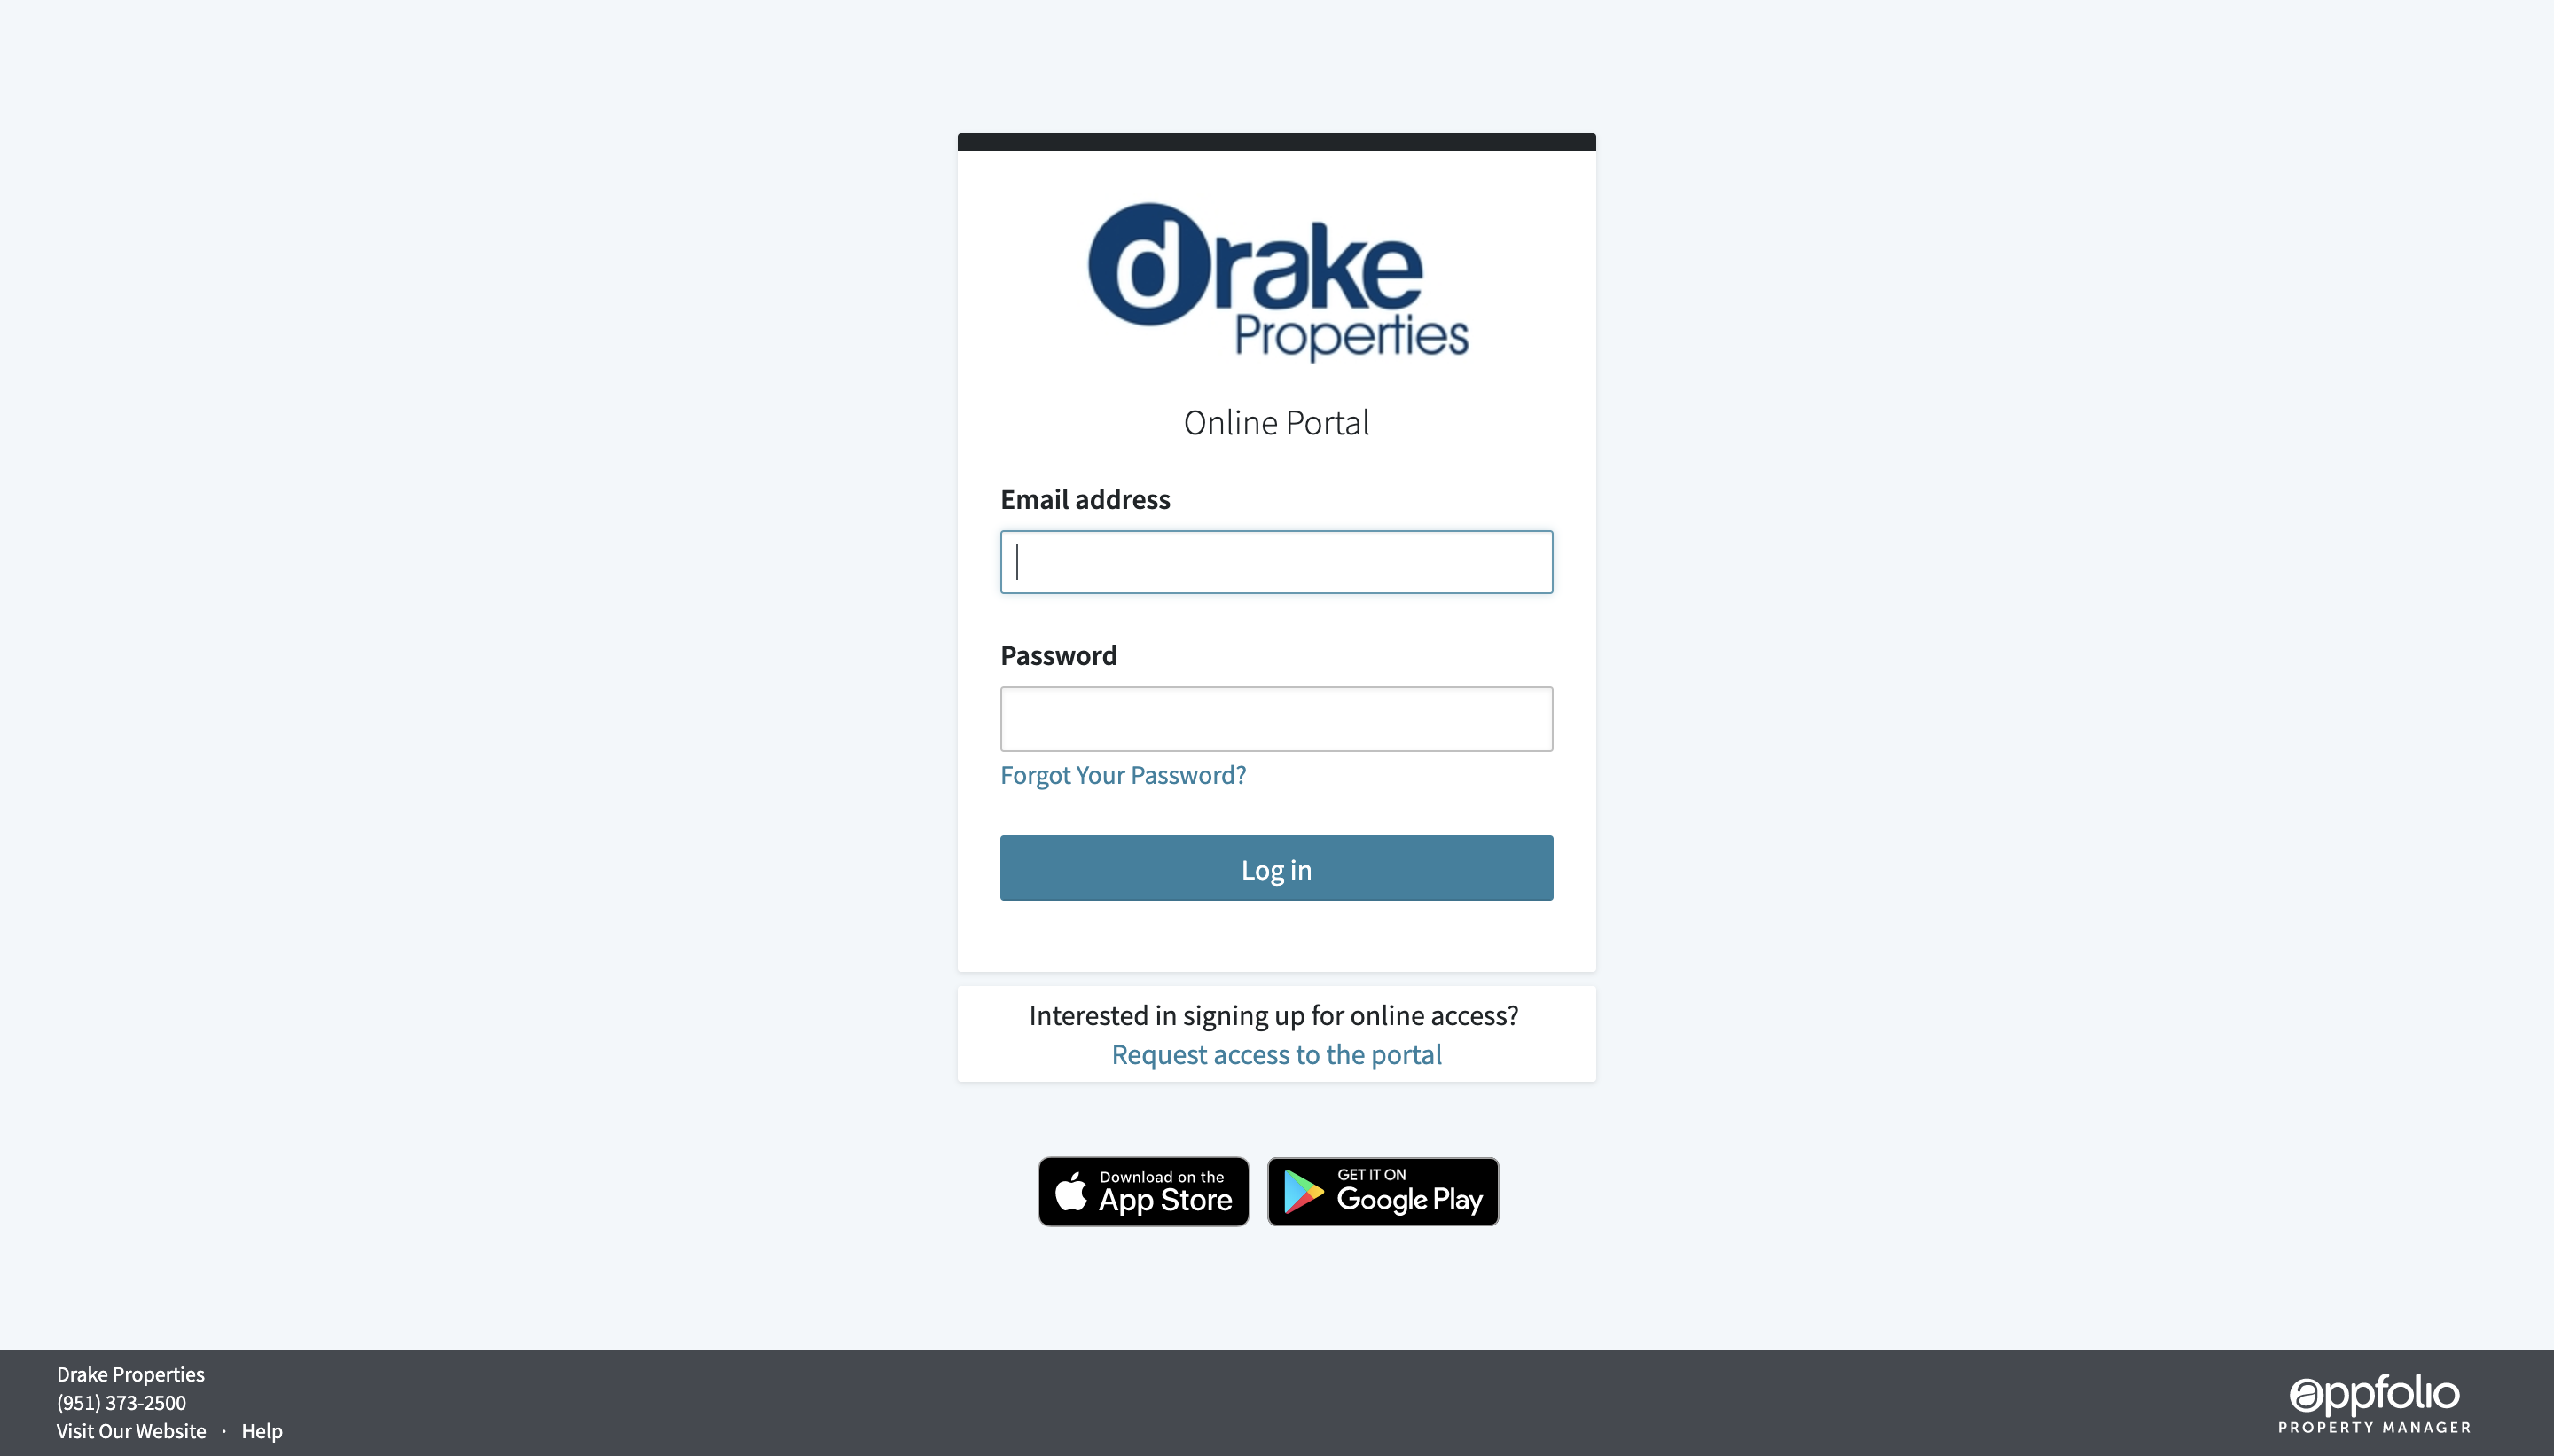 drake
Properties
Online Portal
Email address
Password
Forgot Your Password?
Log in
Interested in signing up for online access?
Request access to the portal
Download on the
App Store
GET IT ON
Google Play
Drake Properties
(951) 373-2500
Visit Our Website · Help
appfolio
PROPERTY MANAGER